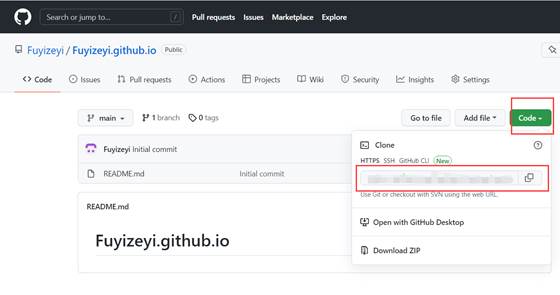 Search or jump to... / Pull requests Issues Marketplace Explore
Fuyizeyi / Fuyizeyi.github.io Public
Code Issues Pull requests Actions Projects Wiki Security Insights Settings
main 1 branch 0 tags Go to file Add file Code
Fuyizeyi Initial commit
README.md Initial commit
Clone
HTTPS SSH GitHub CLI New
Use Git or checkout with SVN using the web URL.
Open with GitHub Desktop
Download ZIP
README.md
Fuyizeyi.github.io